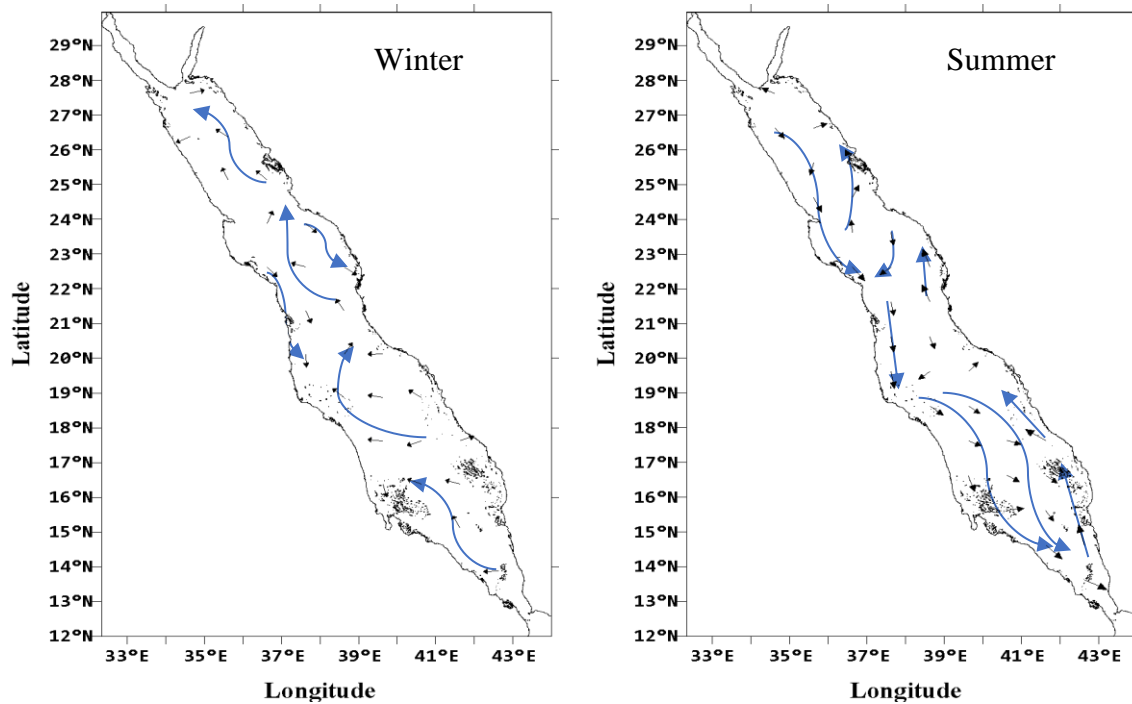 Winter
29°N
28°N
27°N
26°N
25°N
24°N
23°N
22°N
21°N
20°N
19°N
18°N
17°N
16°N
15°N
14°N
13°N
12°N
33°E
35°E
37°E
39°E
41°E
43°E
Latitude
Longitude
Summer
29°N
28°N
27°N
26°N
25°N
24°N
23°N
22°N
21°N
20°N
19°N
18°N
17°N
16°N
15°N
14°N
13°N
12°N
33°E
35°E
37°E
39°E
41°E
43°E
Latitude
Longitude